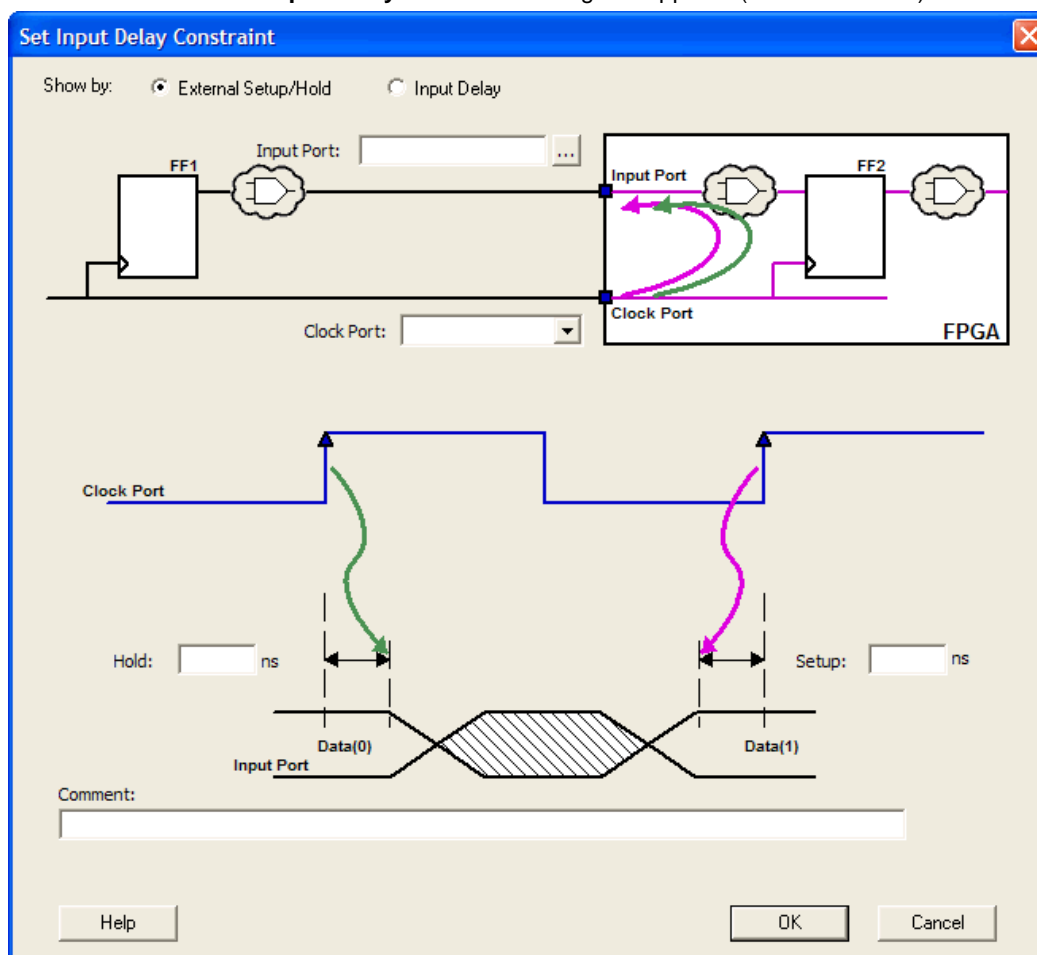 Set Input Delay Constraint
Show by: External Setup/Hold Input Delay
Input Port: ...
FF1
Input Port
FF2
Clock Port
Clock Port:
FPGA
Clock Port
Hold: ns
Setup: ns
Data(0)
Data(1)
Input Port
Comment:
Help
OK
Cancel